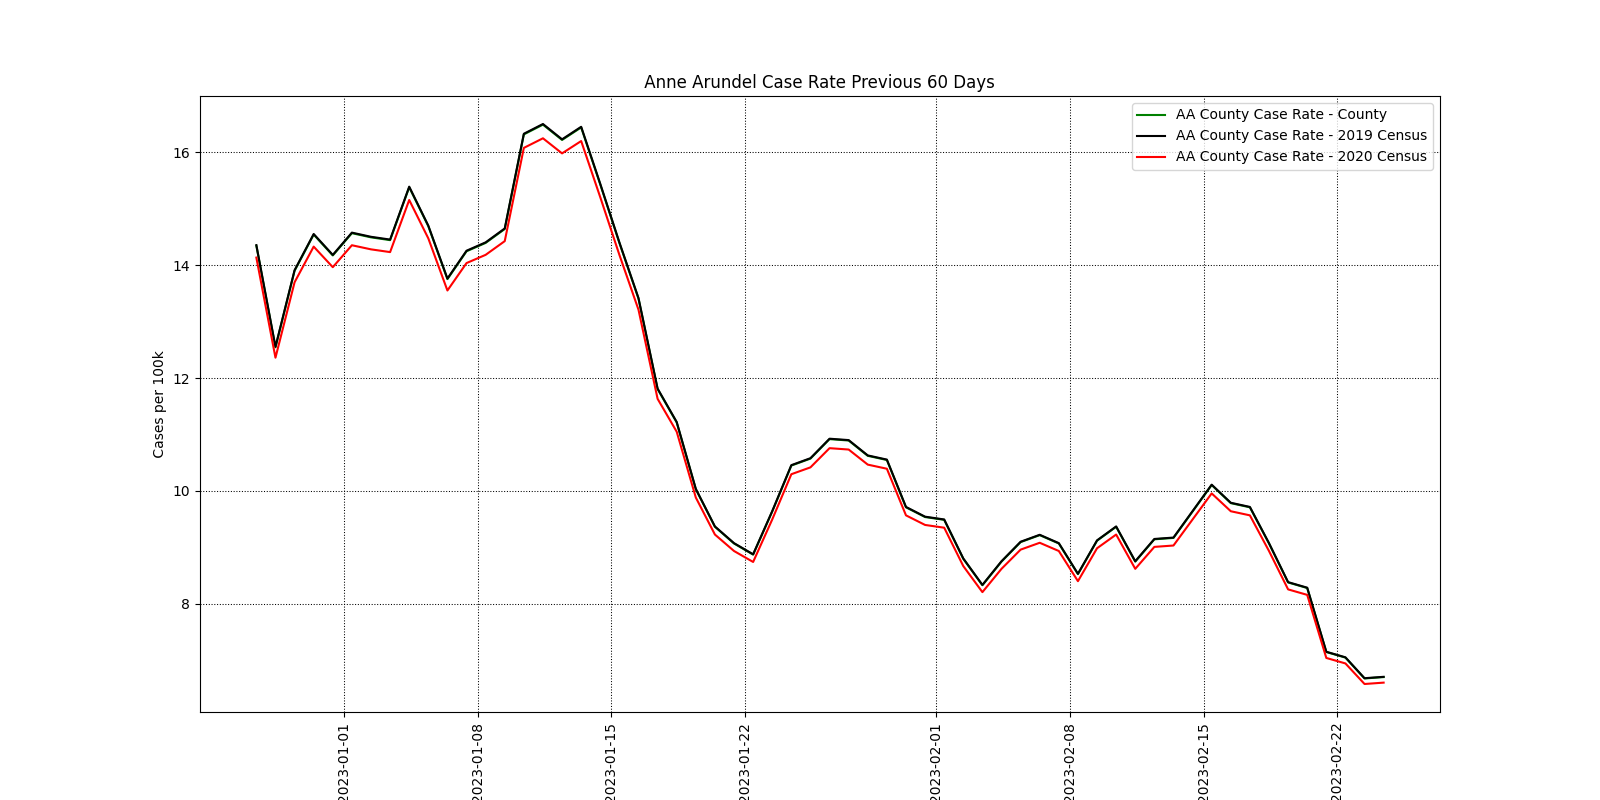 Anne Arundel Case Rate Previous 60 Days
AA County Case Rate - County
AA County Case Rate - 2019 Census
AA County Case Rate - 2020 Census
Cases per 100k
16
14
12
10
8
2023-01-01
2023-01-08
2023-01-15
2023-01-22
2023-02-01
2023-02-08
2023-02-15
2023-02-22